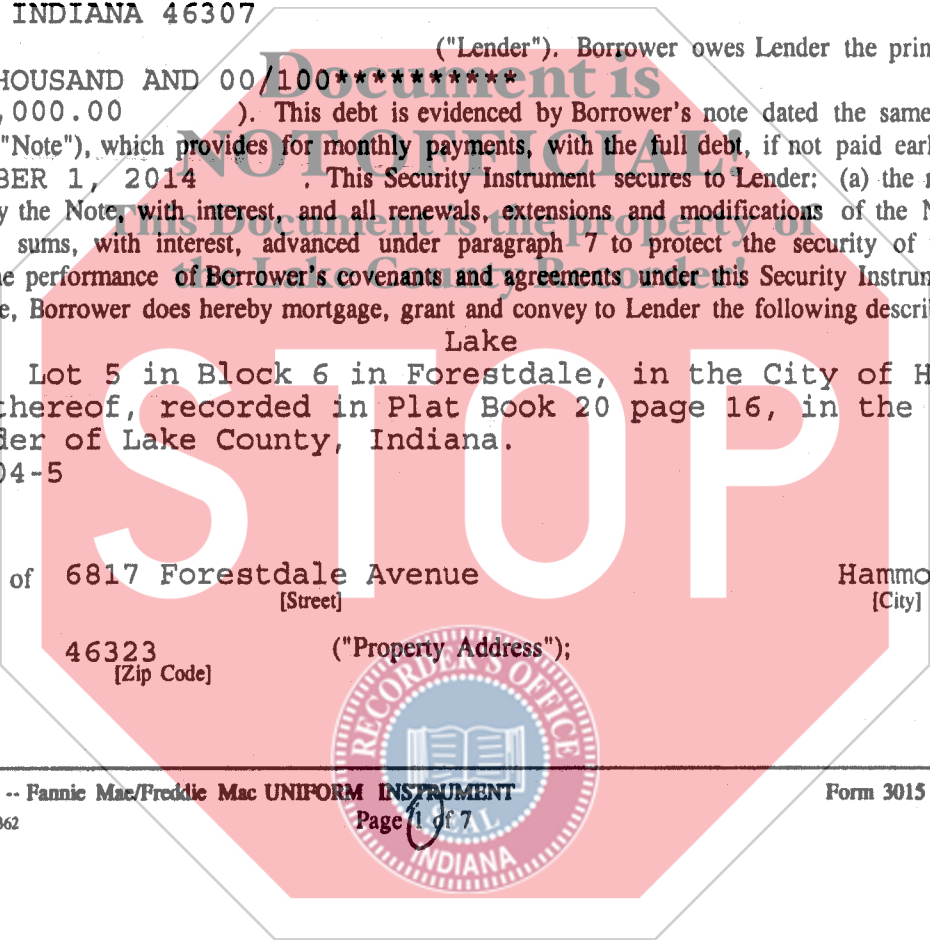 INDIANA 46307
("Lender"). Borrower owes Lender the prin
HOUSAND AND 00/100**********
,000.00 ). This debt is evidenced by Borrower's note dated the same
"Note"), which provides for monthly payments, with the full debt, if not paid earl
BER 1, 2014 . This Security Instrument secures to Lender: (a) the r
y the Note, with interest, and all renewals, extensions and modifications of the N
sums, with interest, advanced under paragraph 7 to protect the security of
e performance of Borrower's covenants and agreements under this Security Instrum
e, Borrower does hereby mortgage, grant and convey to Lender the following describ
Lake
Lot 5 in Block 6 in Forestdale, in the City of H
thereof, recorded in Plat Book 20 page 16, in the
der of Lake County, Indiana.
04-5
of 6817 Forestdale Avenue Hammo
[Street] [City]
46323 ("Property Address");
[Zip Code]
-- Fannie Mae/Freddie Mac UNIFORM INSTRUMENT Form 3015
362 Page 1 of 7
Document is
NOT OFFICIAL!
This Document is the property of
the Lake County Recorder!
STOP
RECORDER'S OFFICE
SEAL
INDIANA